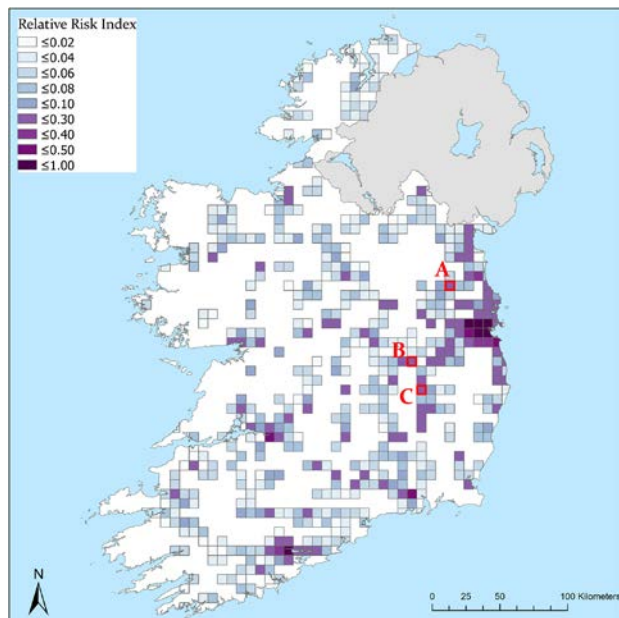 Relative Risk Index
≤0.02
≤0.04
≤0.06
≤0.08
≤0.10
≤0.30
≤0.40
≤0.50
≤1.00
A
B
C
N
0 25 50 100 Kilometers